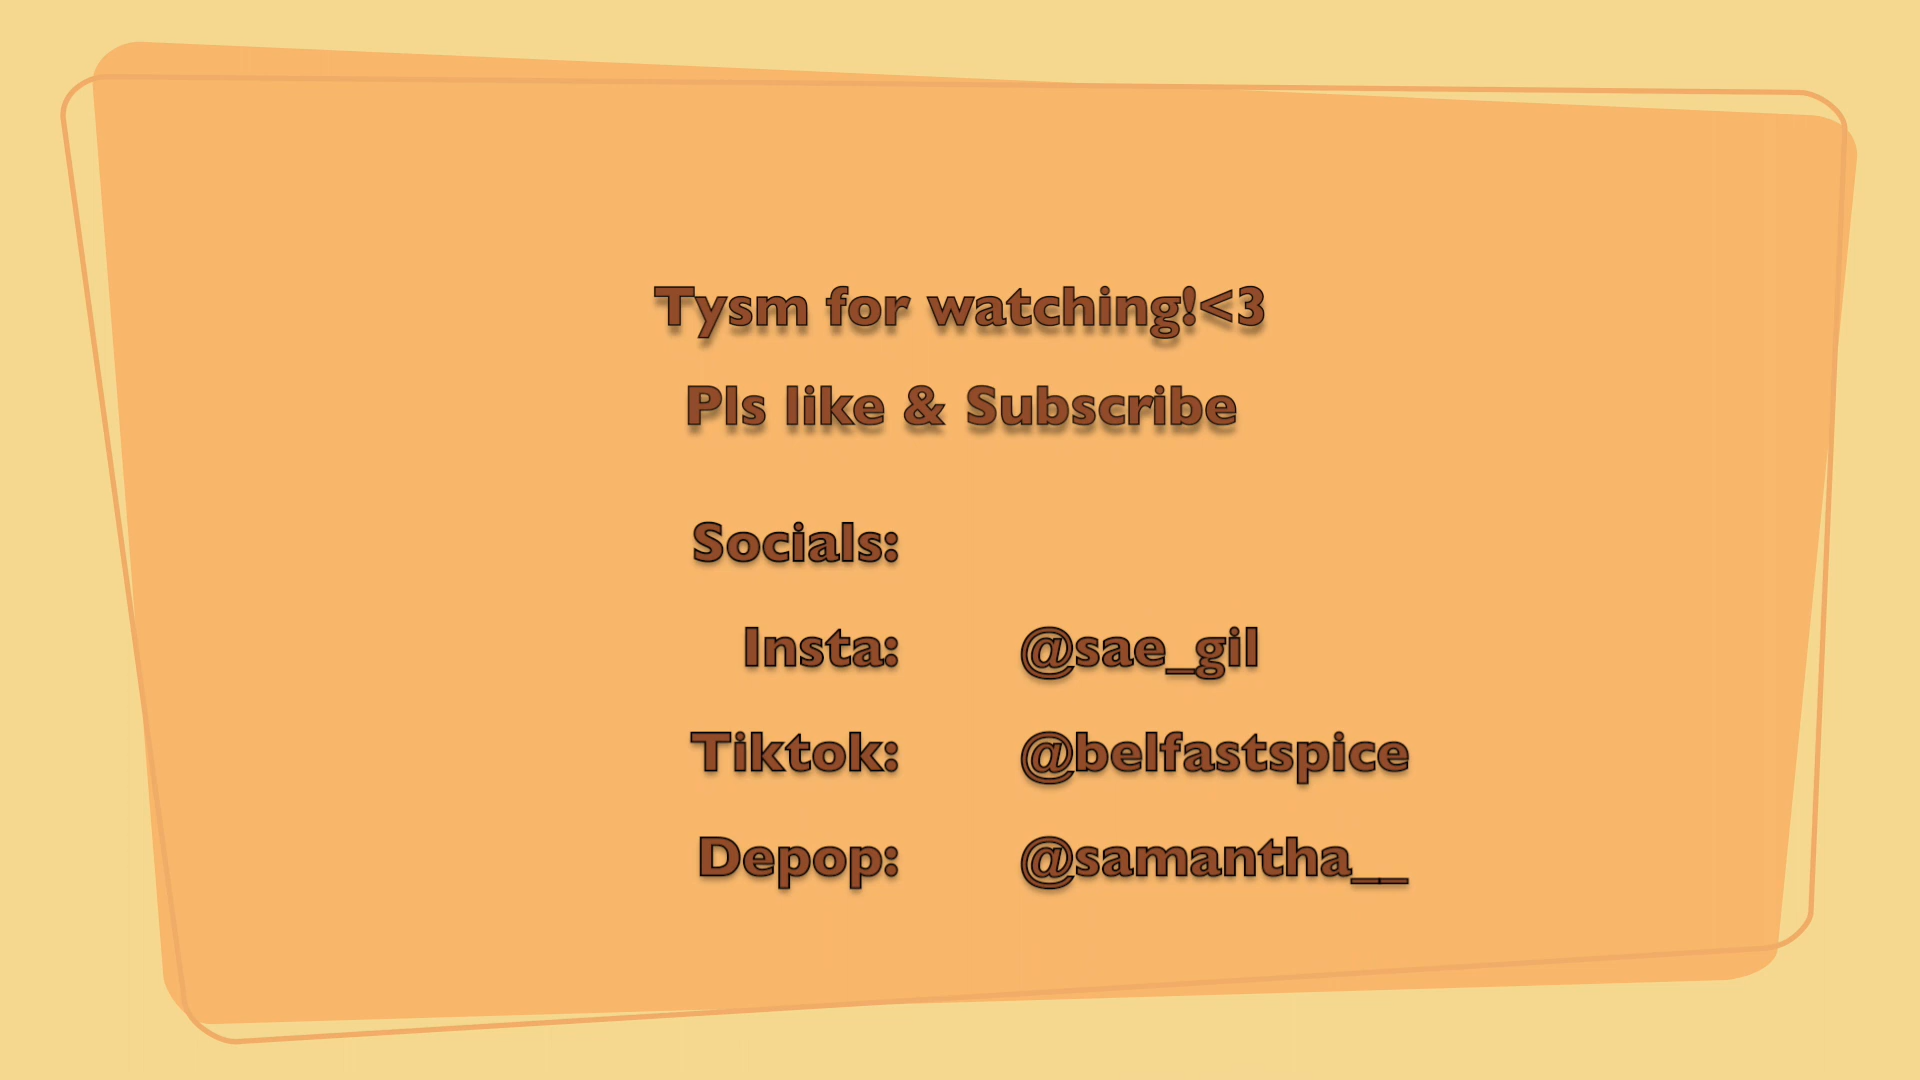 Tysm for watching!<3
Pls like & Subscribe
Socials:
Insta: @sae_gil
Tiktok: @belfastspice
Depop: @samantha__